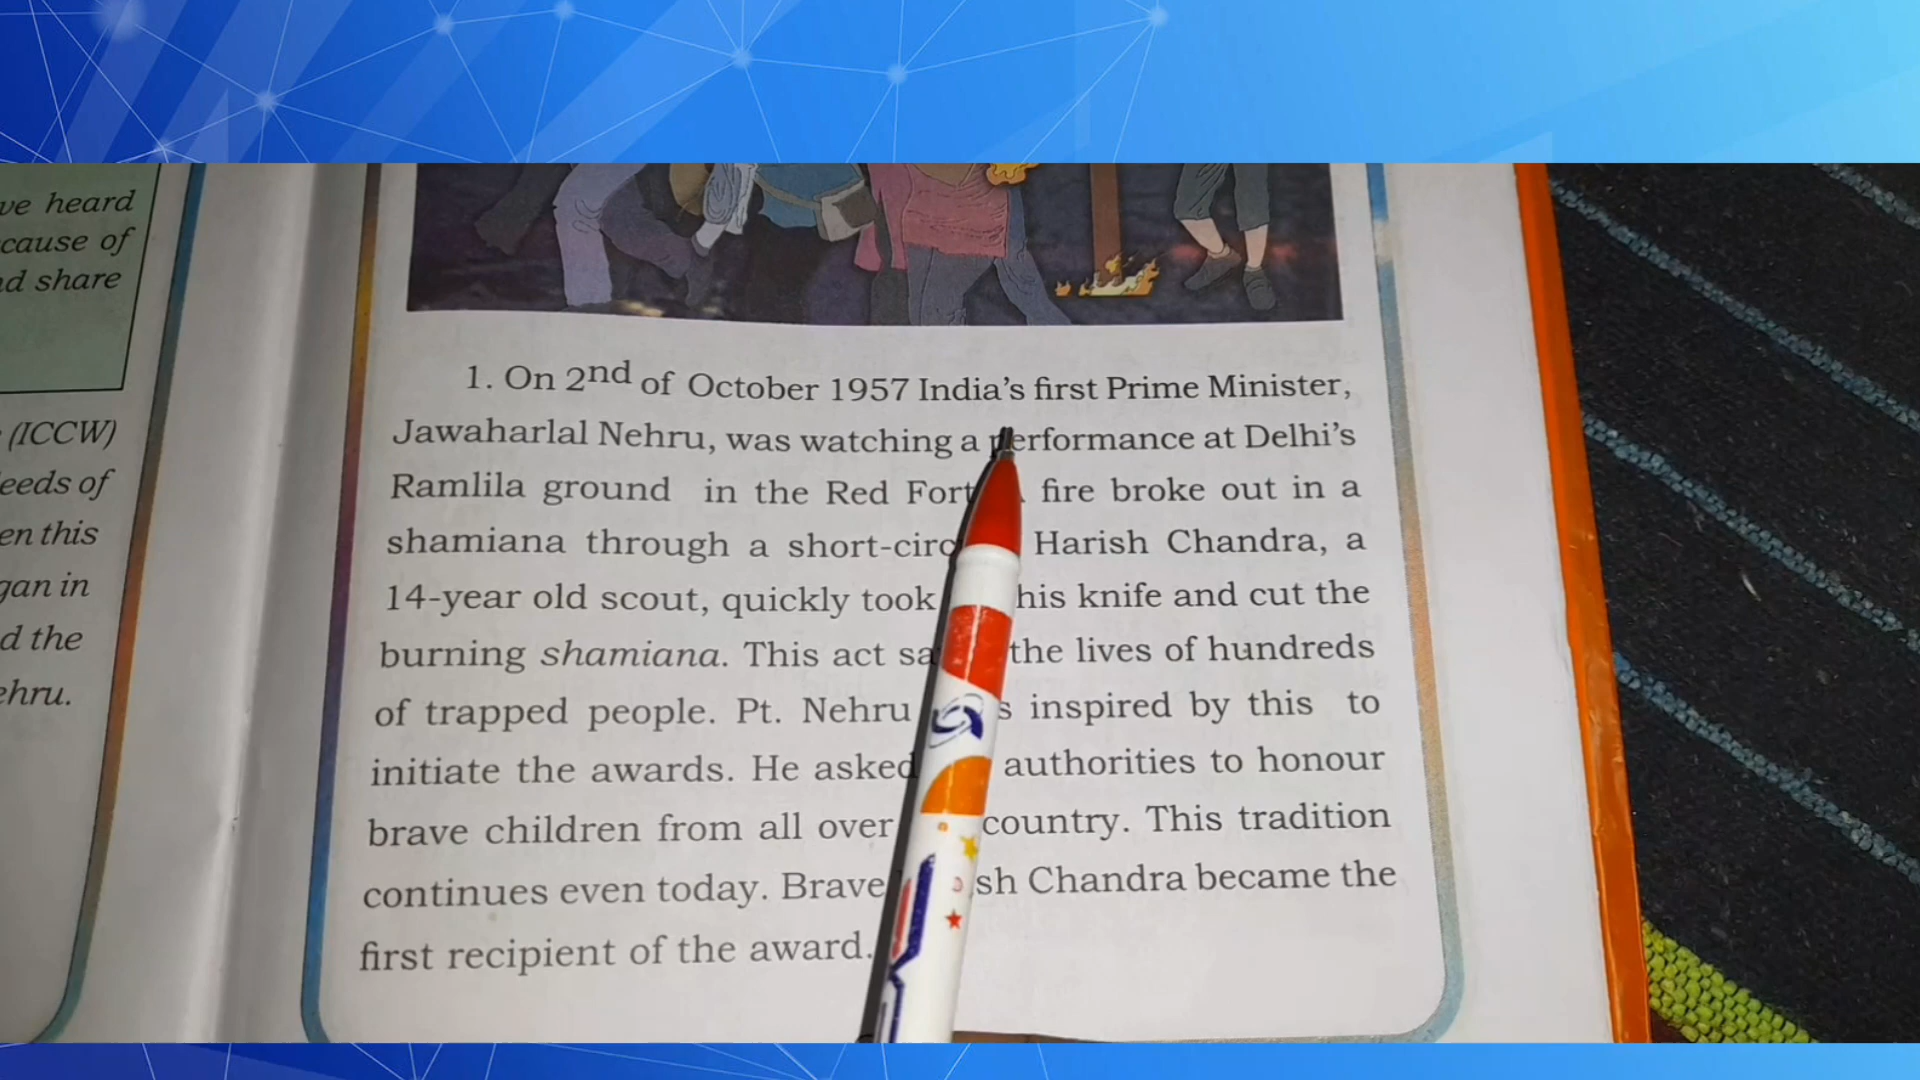 ve heard
cause of
d share
(ICCW)
eeds of
en this
gan in
d the
ehru.
1. On 2nd of October 1957 India's first Prime Minister,
Jawaharlal Nehru, was watching a performance at Delhi's
Ramlila ground in the Red Fort fire broke out in a
shamiana through a short-circ Harish Chandra, a
14-year old scout, quickly took his knife and cut the
burning shamiana. This act sa the lives of hundreds
of trapped people. Pt. Nehru s inspired by this to
initiate the awards. He asked authorities to honour
brave children from all over country. This tradition
continues even today. Brave sh Chandra became the
first recipient of the award.